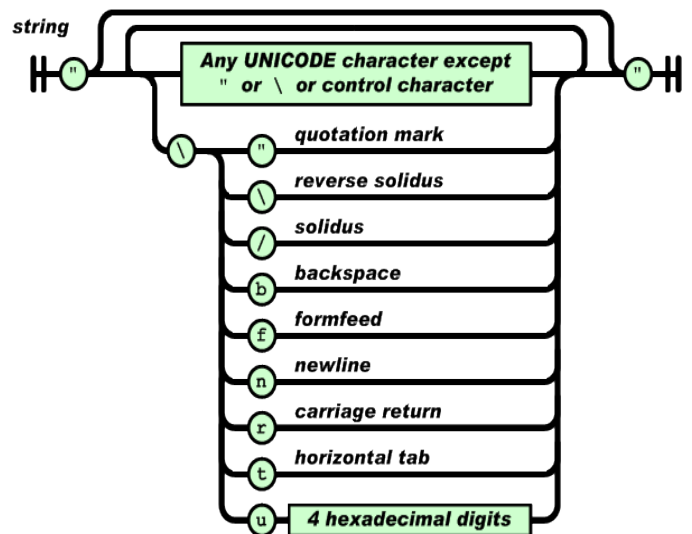 string
" Any UNICODE character except "
" or \ or control character
\ " quotation mark
\ reverse solidus
/ solidus
b backspace
f formfeed
n newline
r carriage return
t horizontal tab
u 4 hexadecimal digits